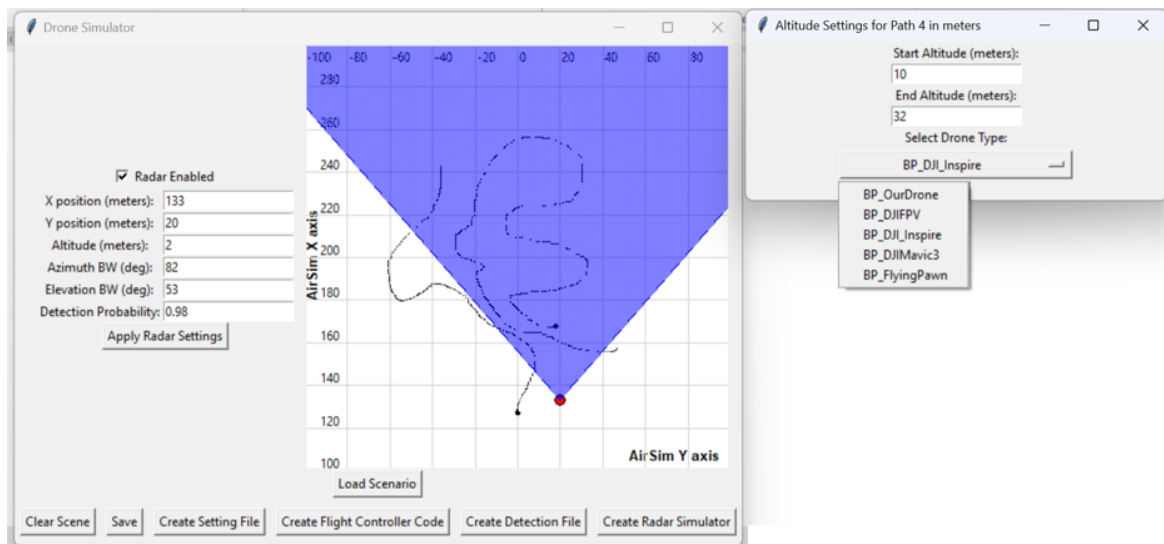 Drone Simulator
Radar Enabled
X position (meters): 133
Y position (meters): 20
Altitude (meters): 2
Azimuth BW (deg): 82
Elevation BW (deg): 53
Detection Probability: 0.98
Apply Radar Settings
-100 -80 -60 -40 -20 0 20 40 60 80
280
260
240
220
200
180
160
140
120
100
AirSim X axis
AirSim Y axis
Load Scenario
Clear Scene Save Create Setting File Create Flight Controller Code Create Detection File Create Radar Simulator
Altitude Settings for Path 4 in meters
Start Altitude (meters):
10
End Altitude (meters):
32
Select Drone Type:
BP_DJI_Inspire
BP_OurDrone
BP_DJIFPV
BP_DJI_Inspire
BP_DJIMavic3
BP_FlyingPawn